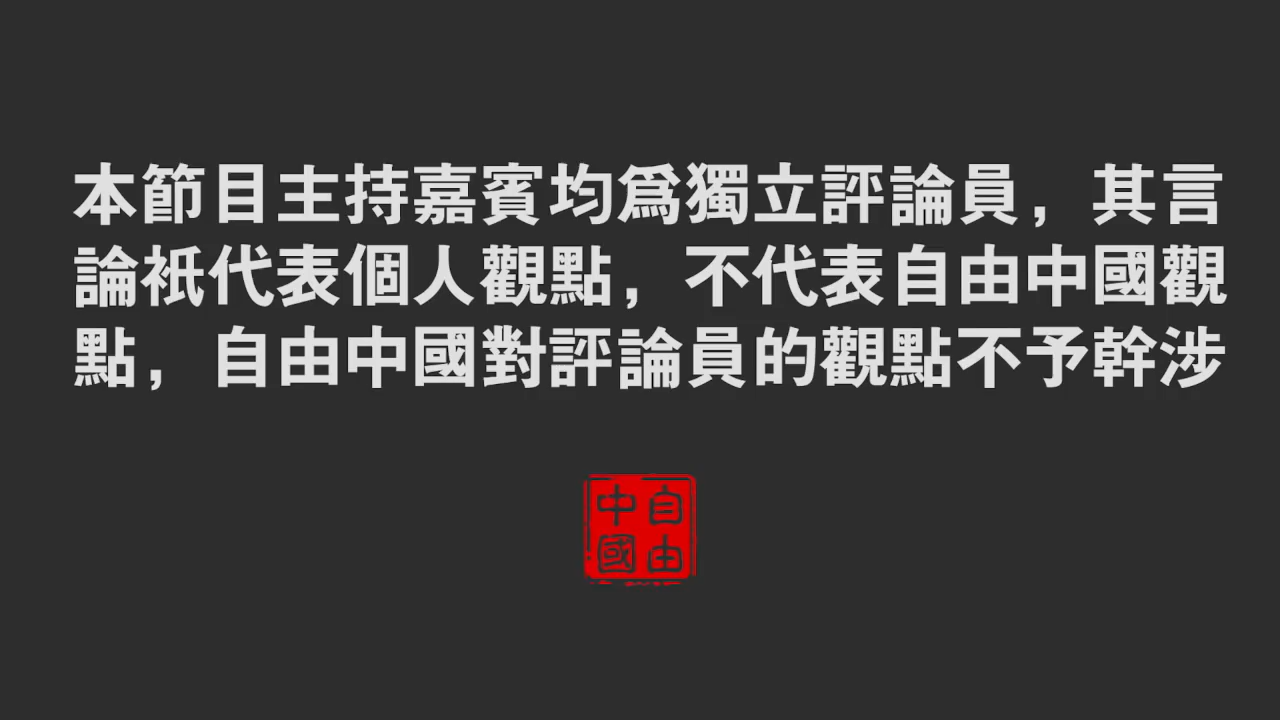 本節目主持嘉賓均爲獨立評論員，其言
論衹代表個人觀點，不代表自由中國觀
點，自由中國對評論員的觀點不予幹涉
自由
中國